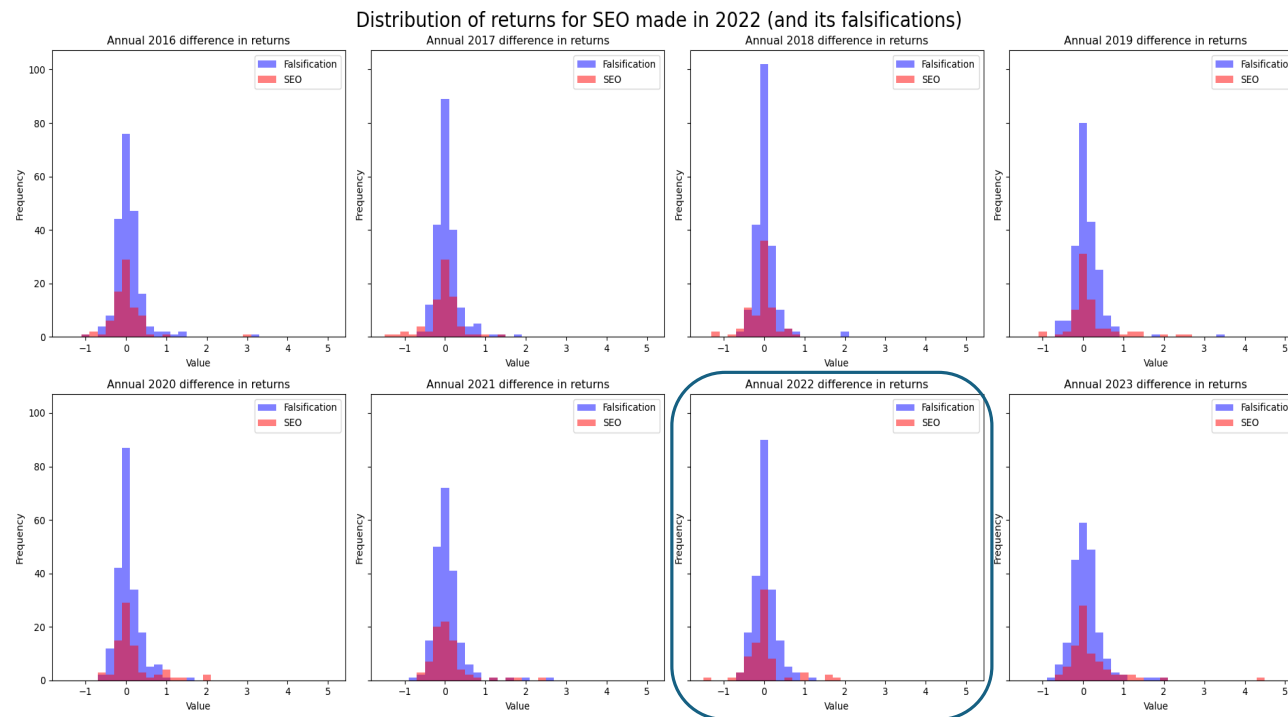 Distribution of returns for SEO made in 2022 (and its falsifications)
Annual 2016 difference in returns
Falsification
SEO
100
80
60
40
20
0
Frequency
−1 0 1 2 3 4 5
Value
Annual 2017 difference in returns
Falsification
SEO
Frequency
−1 0 1 2 3 4 5
Value
Annual 2018 difference in returns
Falsification
SEO
Frequency
−1 0 1 2 3 4 5
Value
Annual 2019 difference in returns
Falsification
SEO
Frequency
−1 0 1 2 3 4 5
Value
Annual 2020 difference in returns
Falsification
SEO
100
80
60
40
20
0
Frequency
−1 0 1 2 3 4 5
Value
Annual 2021 difference in returns
Falsification
SEO
Frequency
−1 0 1 2 3 4 5
Value
Annual 2022 difference in returns
Falsification
SEO
Frequency
−1 0 1 2 3 4 5
Value
Annual 2023 difference in returns
Falsification
SEO
Frequency
−1 0 1 2 3 4 5
Value